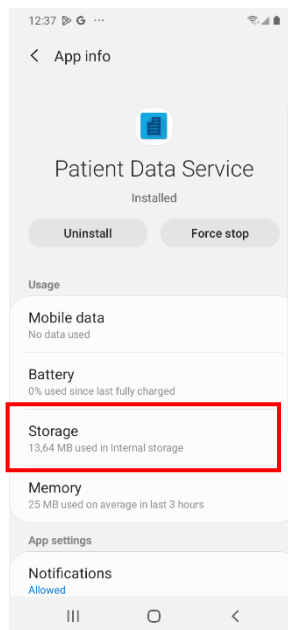 12:37 G ...
App info
Patient Data Service
Installed
Uninstall Force stop
Usage
Mobile data
No data used
Battery
0% used since last fully charged
Storage
13,64 MB used in Internal storage
Memory
25 MB used on average in last 3 hours
App settings
Notifications
Allowed